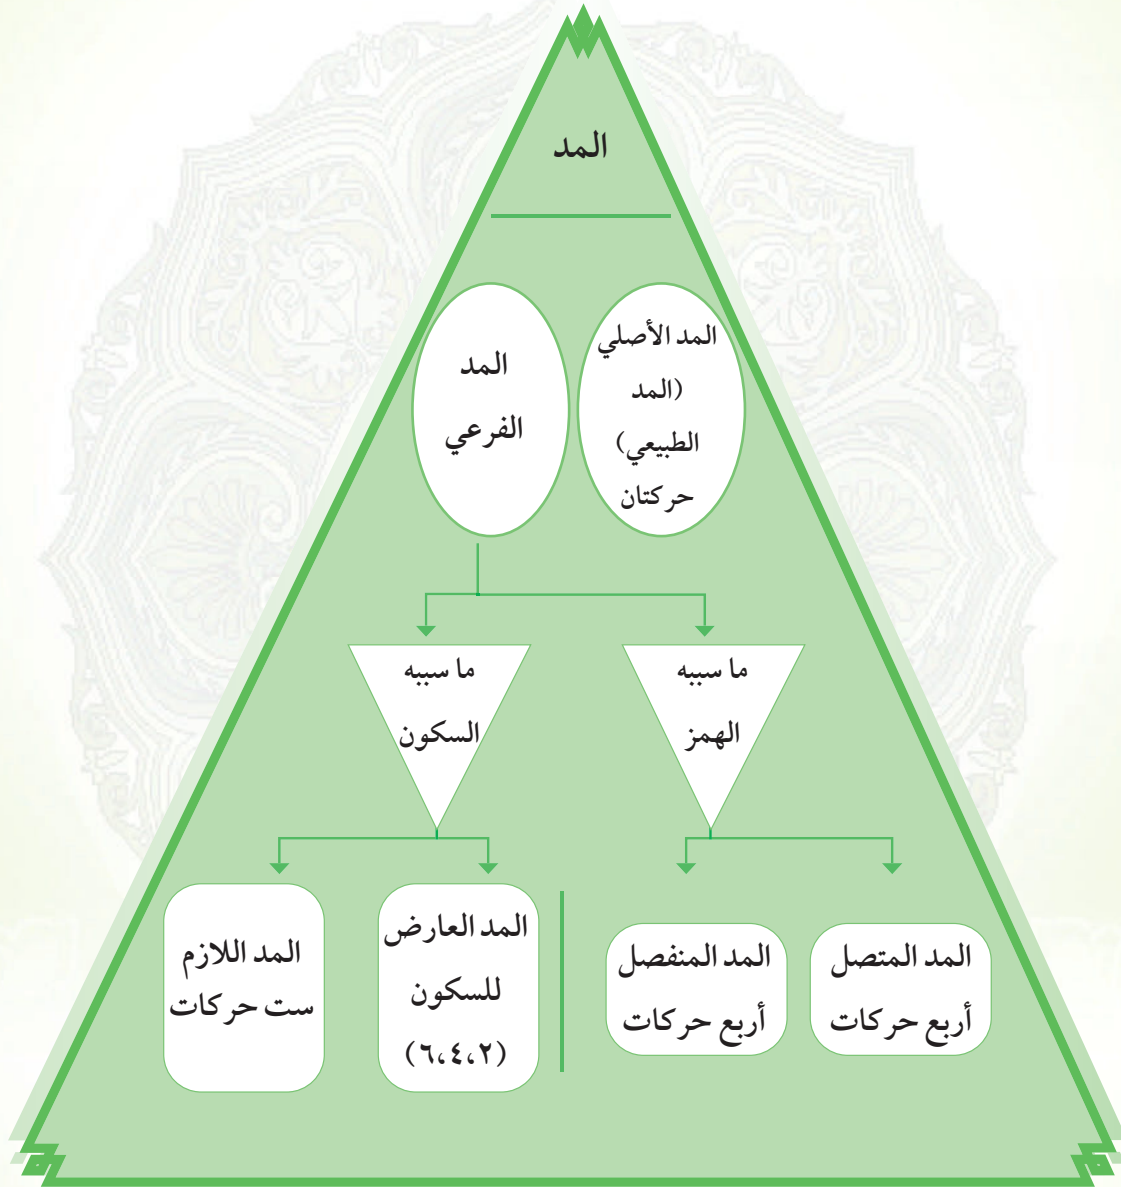 المد
المد الأصلي
(المد
الطبيعي)
حركتان
المد
الفرعي
ما سببه
الهمز
ما سببه
السكون
المد المتصل
أربع حركات
المد المنفصل
أربع حركات
المد العارض
للسكون
(٢،٤،٦)
المد اللازم
ست حركات